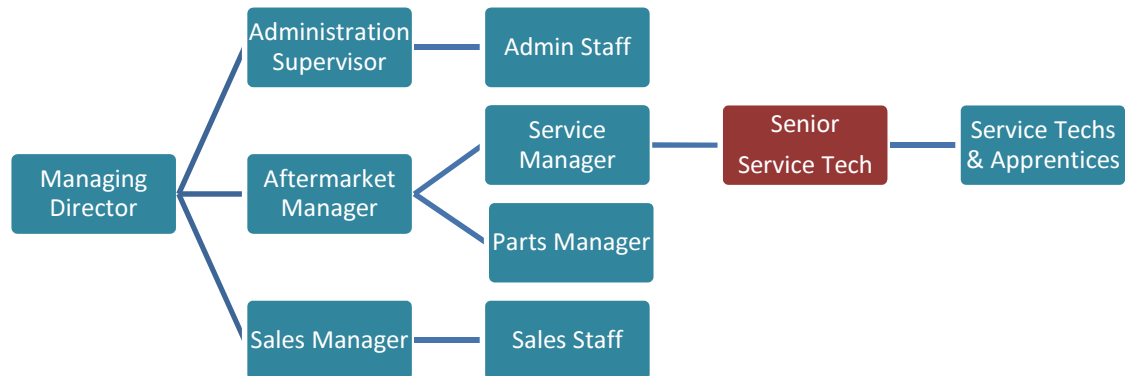 Administration
Supervisor
Admin Staff
Service
Manager
Senior
Service Tech
Service Techs
& Apprentices
Managing
Director
Aftermarket
Manager
Parts Manager
Sales Manager
Sales Staff